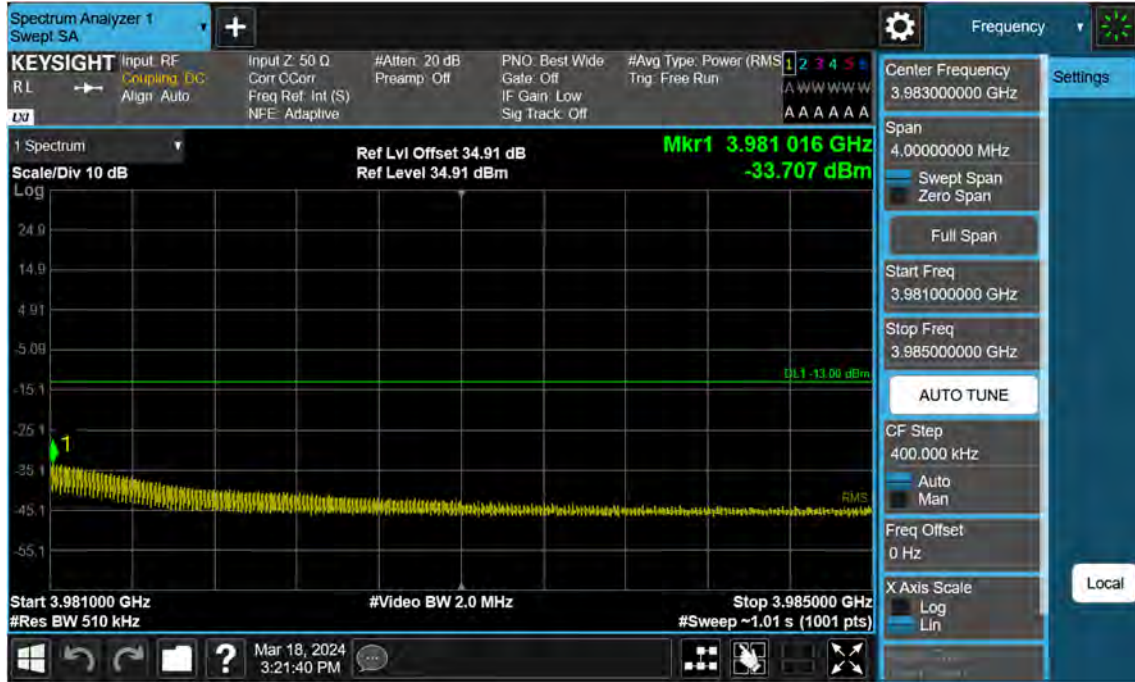 Spectrum Analyzer 1
Swept SA
Frequency
KEYSIGHT
R L
LXI
Input: RF
Coupling: DC
Align: Auto
Input Z: 50 Ω
Corr CCorr
Freq Ref: Int (S)
NFE: Adaptive
#Atten: 20 dB
Preamp: Off
PNO: Best Wide
Gate: Off
IF Gain: Low
Sig Track: Off
#Avg Type: Power (RMS
Trig: Free Run
1 2 3 4 5 6
A W W W W W
A A A A A A
1 Spectrum
Scale/Div 10 dB
Log
Ref Lvl Offset 34.91 dB
Ref Level 34.91 dBm
Mkr1 3.981 016 GHz
-33.707 dBm
24.9
14.9
4.91
-5.09
DL1 -13.00 dBm
-15.1
-25.1
1
-35.1
RMS
-45.1
-55.1
Start 3.981000 GHz
#Video BW 2.0 MHz
Stop 3.985000 GHz
#Res BW 510 kHz
#Sweep ~1.01 s (1001 pts)
Mar 18, 2024
3:21:40 PM
Center Frequency
3.983000000 GHz
Settings
Span
4.00000000 MHz
Swept Span
Zero Span
Full Span
Start Freq
3.981000000 GHz
Stop Freq
3.985000000 GHz
AUTO TUNE
CF Step
400.000 kHz
Auto
Man
Freq Offset
0 Hz
X Axis Scale
Log
Lin
Local